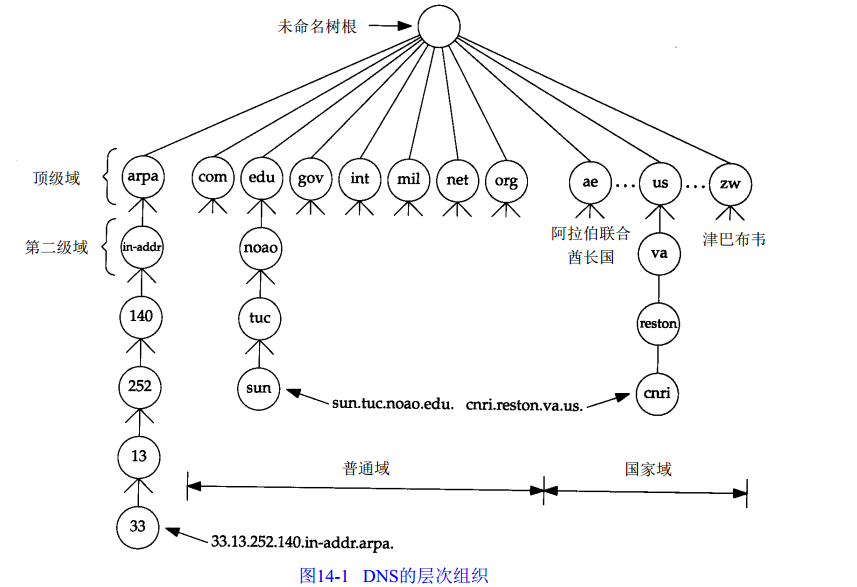 未命名树根
顶级域
arpa
com
edu
gov
int
mil
net
org
ae
...
us
...
zw
第二级域
in-addr
noao
阿拉伯联合
酋长国
va
津巴布韦
140
tuc
reston
252
sun
sun.tuc.noao.edu.
cnri.reston.va.us.
cnri
13
普通域
国家域
33
33.13.252.140.in-addr.arpa.
图14-1 DNS的层次组织